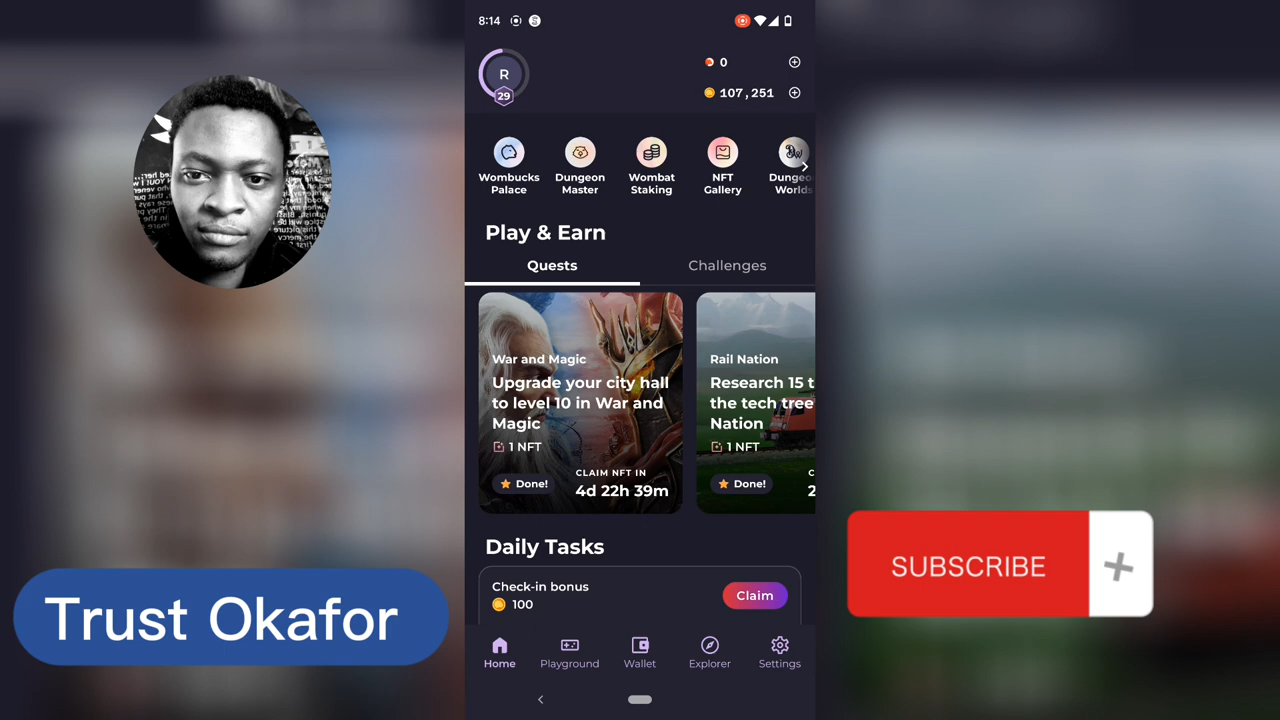 8:14
R
29
0
107,251
Wombucks
Palace
Dungeon
Master
Wombat
Staking
NFT
Gallery
Dungeo
Worlds
Play & Earn
Quests
Challenges
War and Magic
Upgrade your city hall
to level 10 in War and
Magic
1 NFT
Done!
CLAIM NFT IN
4d 22h 39m
Rail Nation
Research 15 t
the tech tree
Nation
1 NFT
Done!
C
2
Daily Tasks
Check-in bonus
100
Claim
Home
Playground
Wallet
Explorer
Settings
Trust Okafor
SUBSCRIBE